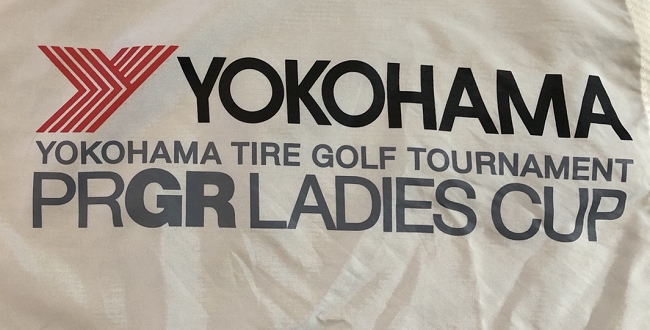 YOKOHAMA
YOKOHAMA TIRE GOLF TOURNAMENT
PRGR LADIES CUP